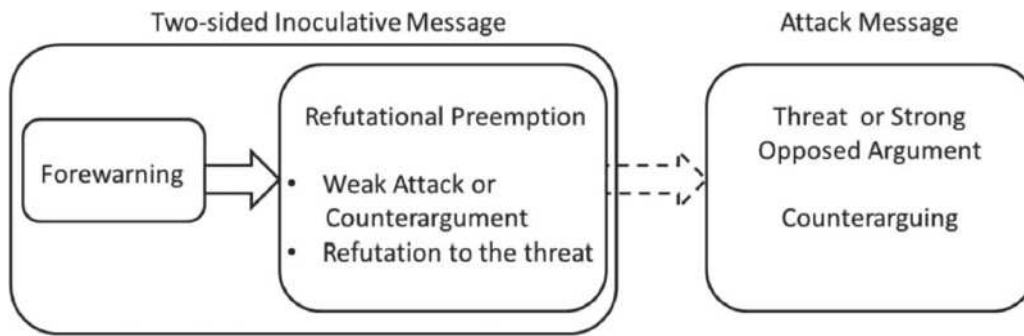 Two-sided Inoculative Message
Attack Message
Forewarning
Refutational Preemption
• Weak Attack or
Counterargument
• Refutation to the threat
Threat or Strong
Opposed Argument
Counterarguing